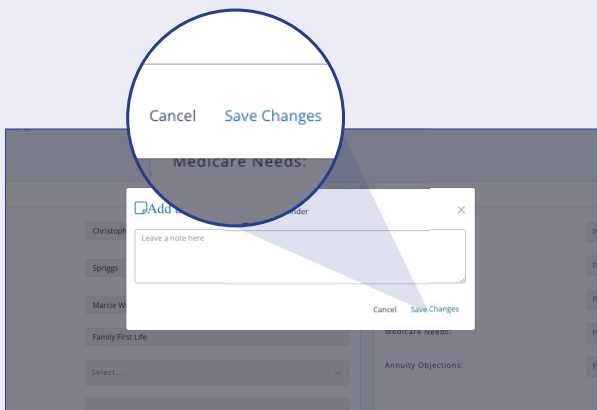 Cancel Save Changes
Medicare Needs:
Add
Leave a note here
Christoph
Spriggs
Marcie W
Cancel Save Changes
Family First Life
Medicare Needs:
Select...
Annuity Objections: